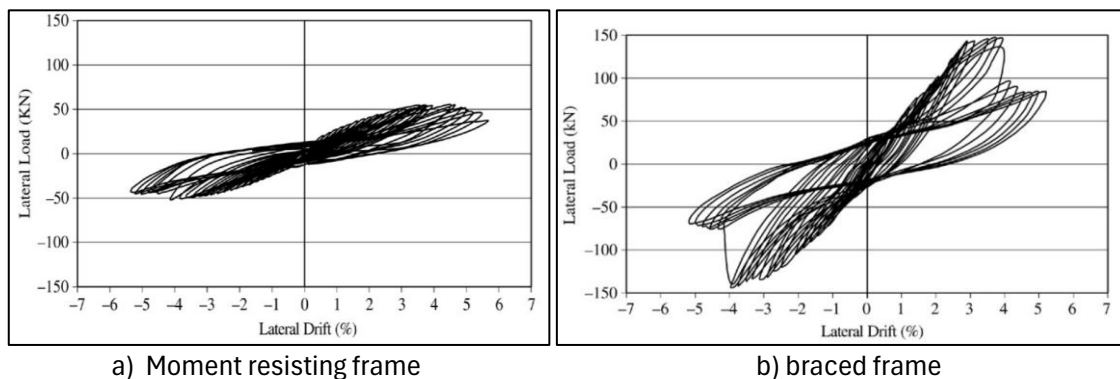 150
100
50
0
−50
−100
−150
Lateral Load (KN)
−7 −6 −5 −4 −3 −2 −1 0 1 2 3 4 5 6 7
Lateral Drift (%)
a) Moment resisting frame
150
100
50
0
−50
−100
−150
Lateral Load (kN)
−7 −6 −5 −4 −3 −2 −1 0 1 2 3 4 5 6 7
Lateral Drift (%)
b) braced frame